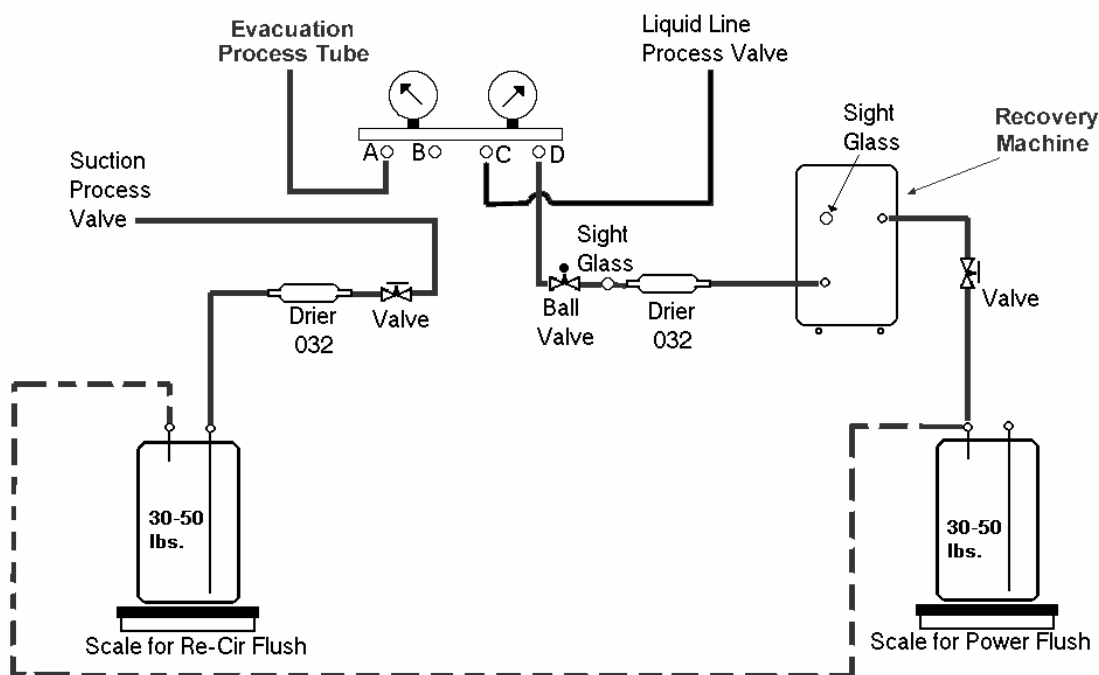 Evacuation
Process Tube
Liquid Line
Process Valve
Sight
Glass
Recovery
Machine
A
B
C
D
Suction
Process
Valve
Sight
Glass
Drier
032
Valve
Ball
Valve
Drier
032
Valve
30-50
lbs.
Scale for Re-Cir Flush
30-50
lbs.
Scale for Power Flush